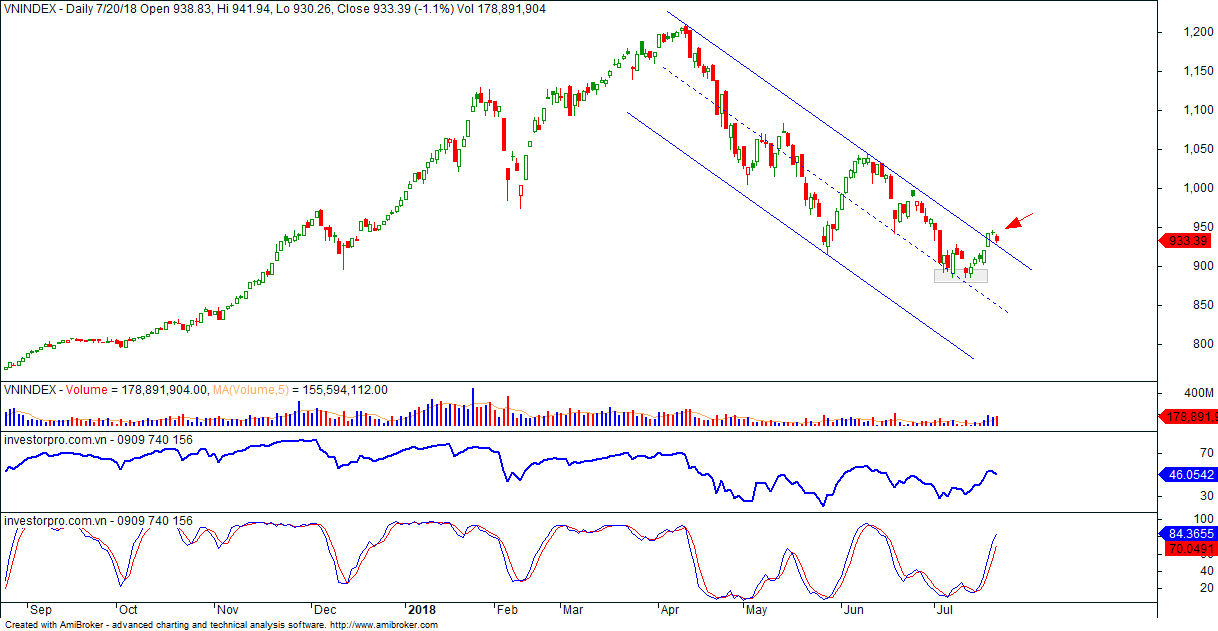 VNINDEX - Daily 7/20/18 Open 938.83, Hi 941.94, Lo 930.26, Close 933.39 (-1.1%) Vol 178,891,904
1,200
1,150
1,100
1,050
1,000
950
933.39
900
850
800
VNINDEX - Volume = 178,891,904.00, MA(Volume,5) = 155,594,112.00
400M
178,891,9
investorpro.com.vn - 0909 740 156
70
46.0542
30
investorpro.com.vn - 0909 740 156
100
84.3655
70.0491
40
20
Sep Oct Nov Dec 2018 Feb Mar Apr May Jun Jul
Created with AmiBroker - advanced charting and technical analysis software. http://www.amibroker.com